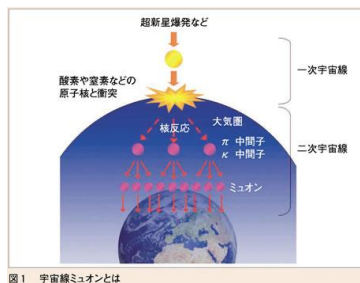 超新星爆発など
一次宇宙線
酸素や窒素などの
原子核と衝突
大気圏
核反応
π 中間子
κ 中間子
二次宇宙線
ミュオン
図1 宇宙線ミュオンとは